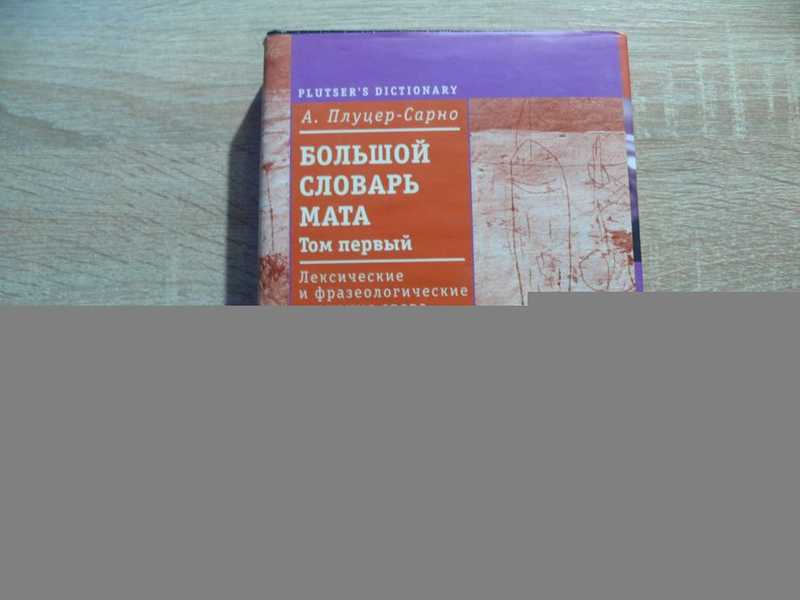 PLUTSER'S DICTIONARY
А. Плуцер-Сарно
БОЛЬШОЙ
СЛОВАРЬ
МАТА
Том первый
Лексические
и фразеологические